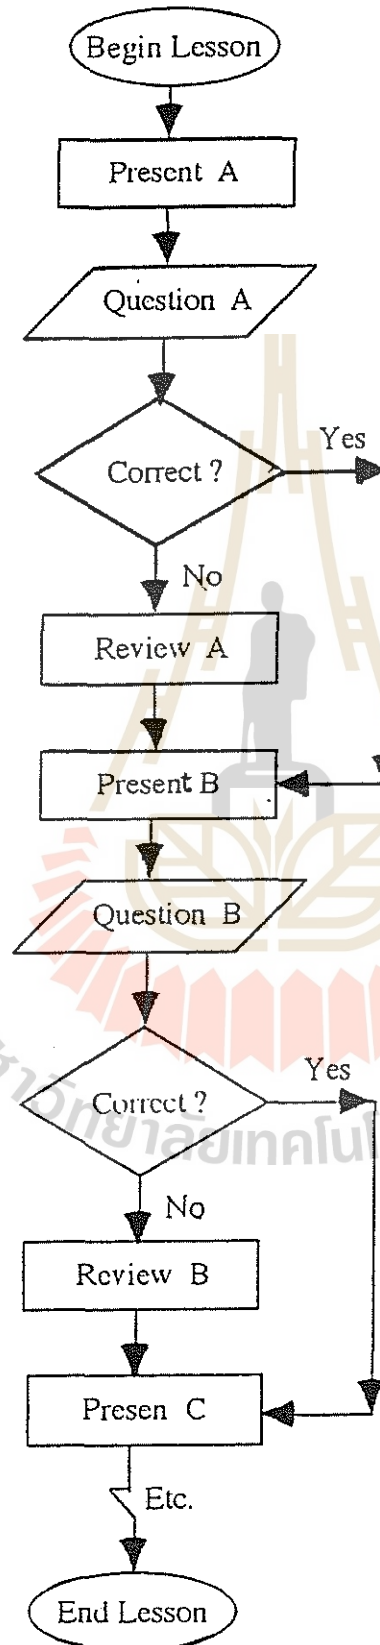 Begin Lesson
Present A
Question A
Correct ?
Yes
No
Review A
Present B
Question B
Correct ?
Yes
No
Review B
Presen C
Etc.
End Lesson